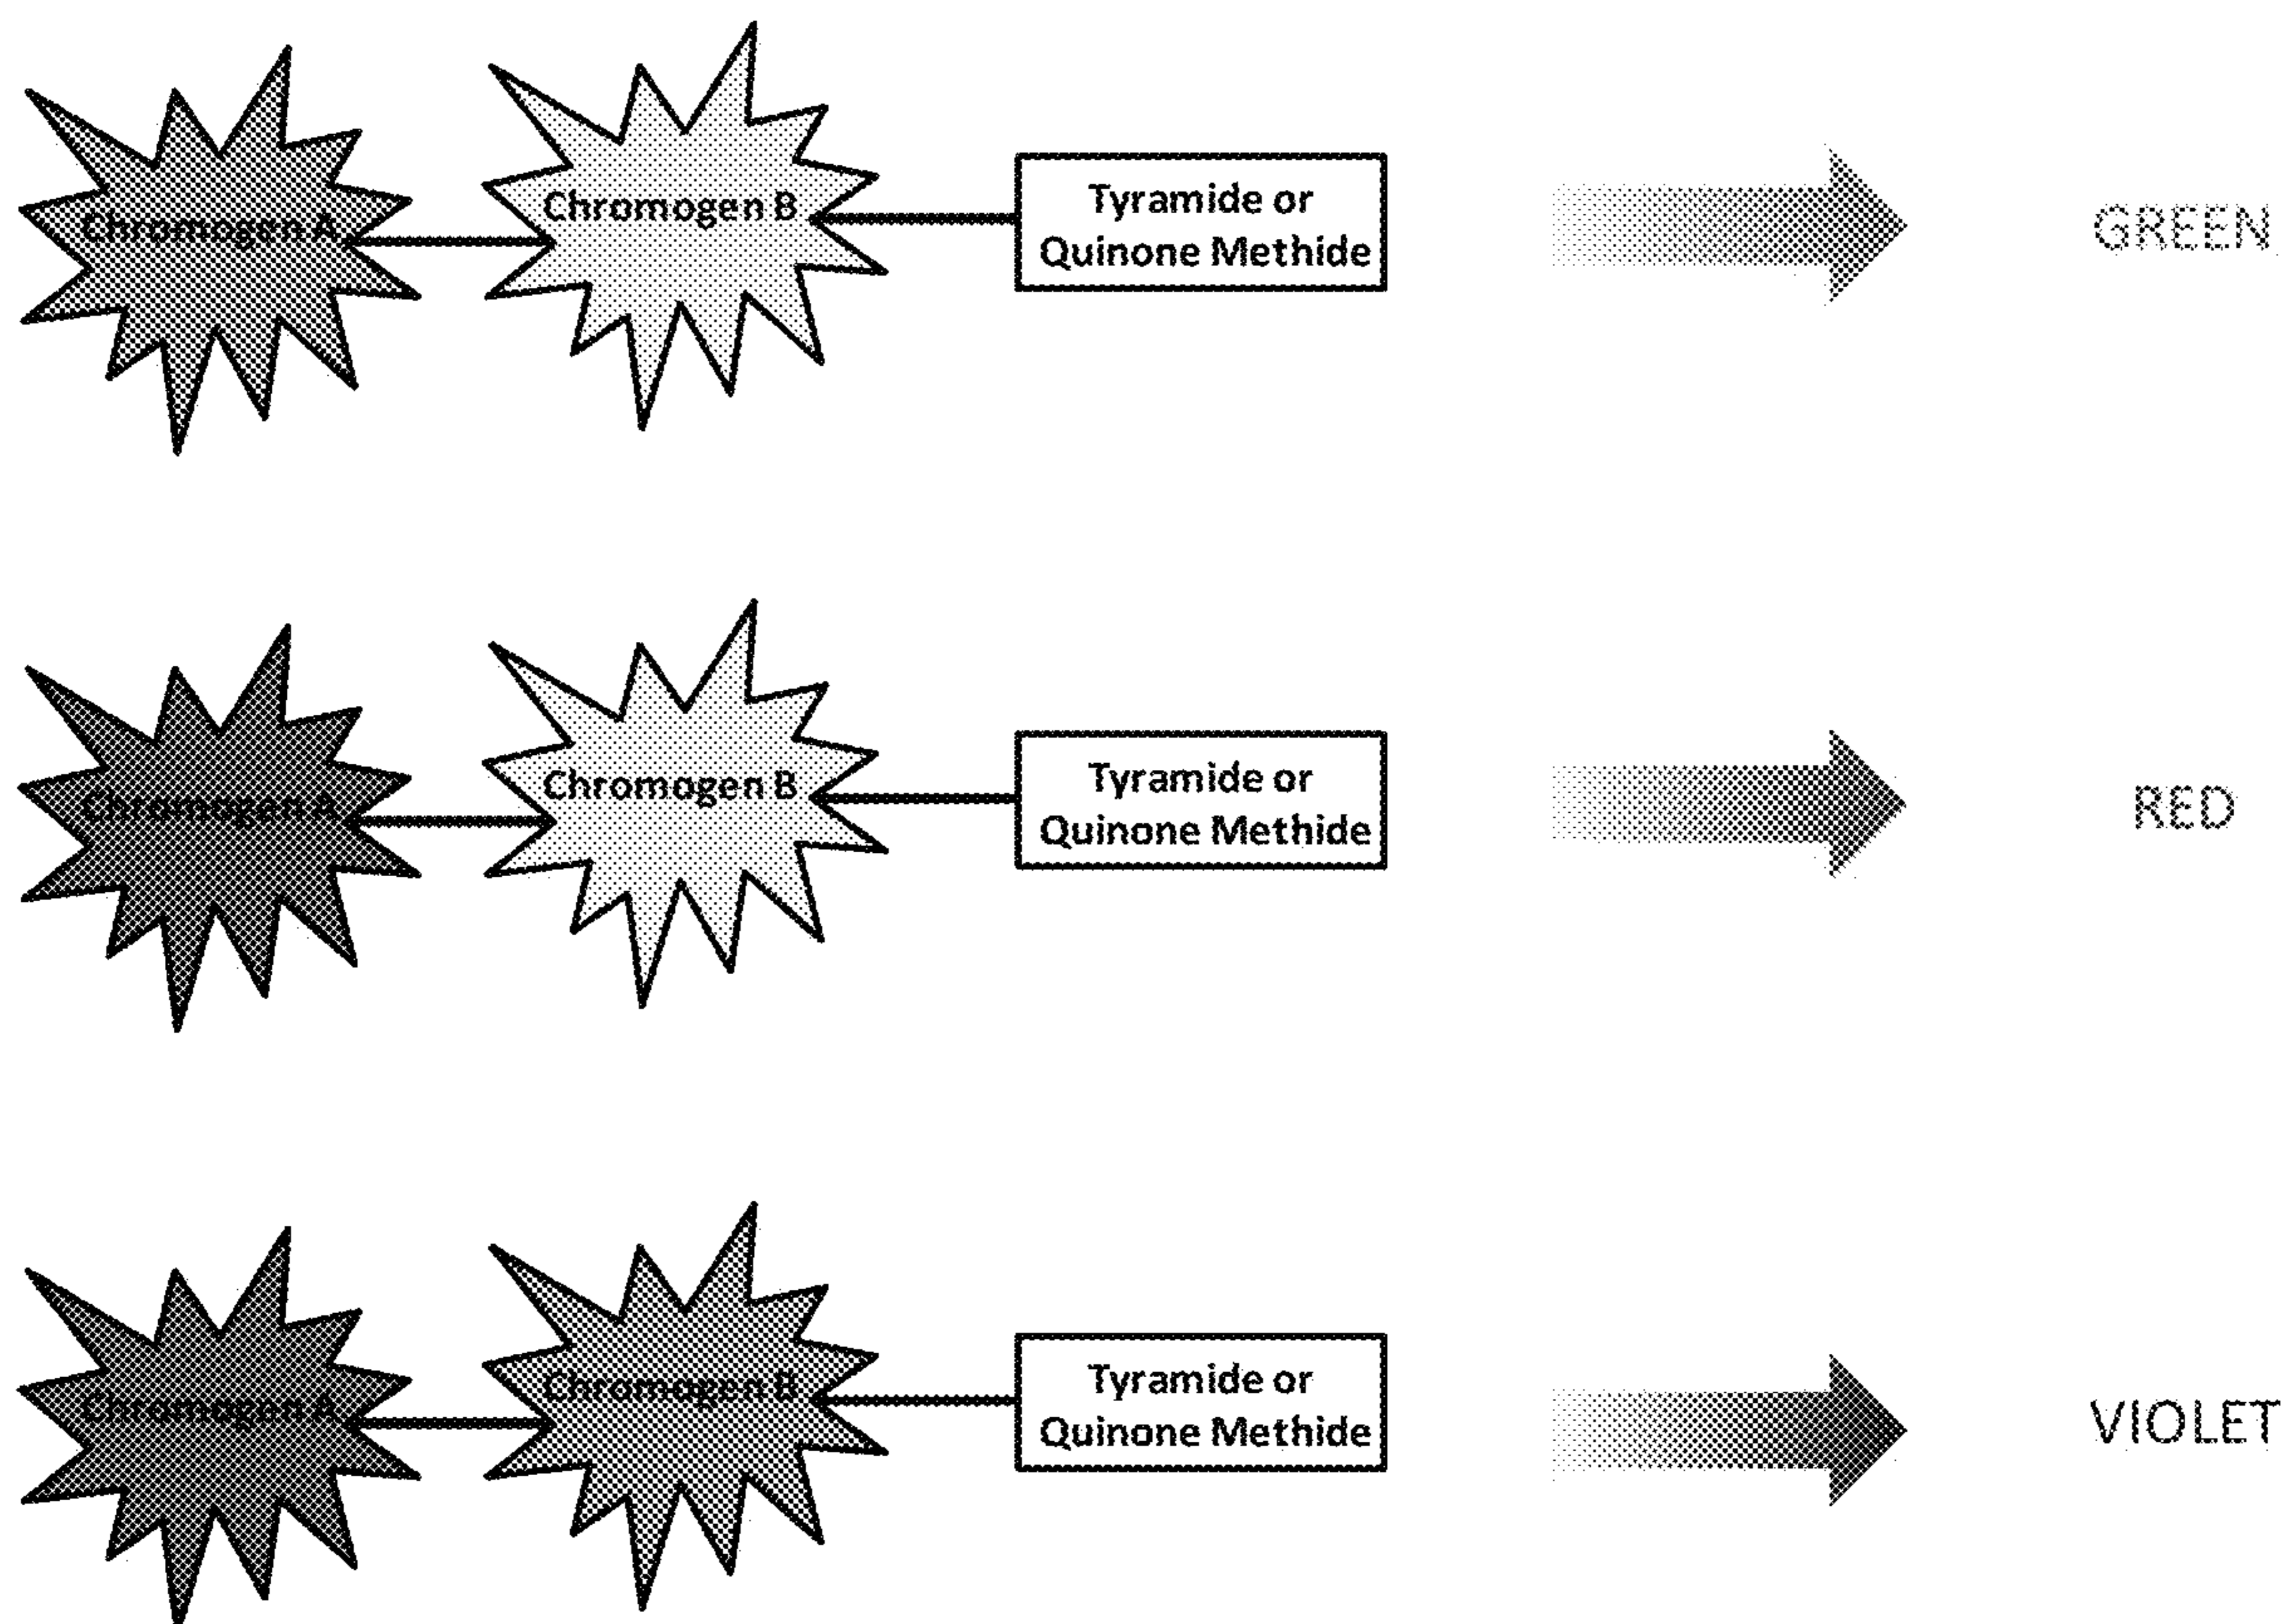 Chromogen A
Chromogen B
Tyramide or
Quinone Methide
GREEN
Chromogen A
Chromogen B
Tyramide or
Quinone Methide
RED
Chromogen A
Chromogen B
Tyramide or
Quinone Methide
VIOLET